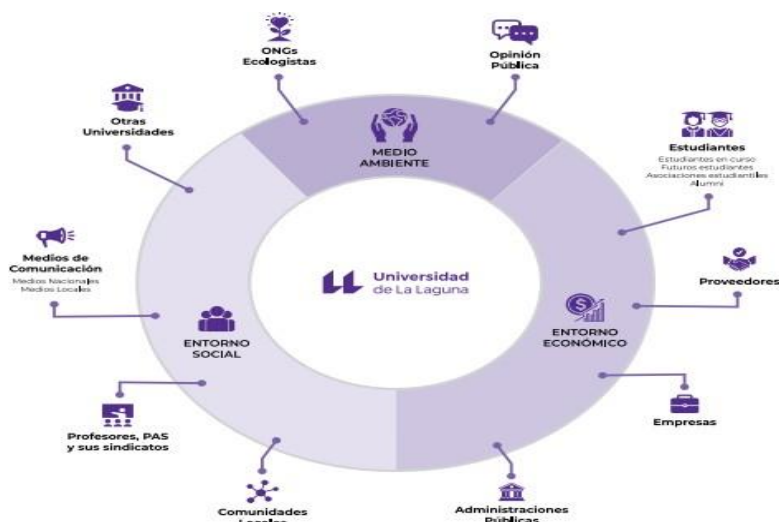 ONGs
Ecologistas
Opinión
Pública
Otras
Universidades
MEDIO
AMBIENTE
Estudiantes
Estudiantes en curso
Futuros estudiantes
Asociaciones estudiantiles
Alumni
Medios de
Comunicación
Medios Nacionales
Medios Locales
Universidad
de La Laguna
Proveedores
ENTORNO
SOCIAL
ENTORNO
ECONÓMICO
Profesores, PAS
y sus sindicatos
Empresas
Comunidades
Locales
Administraciones
Públicas